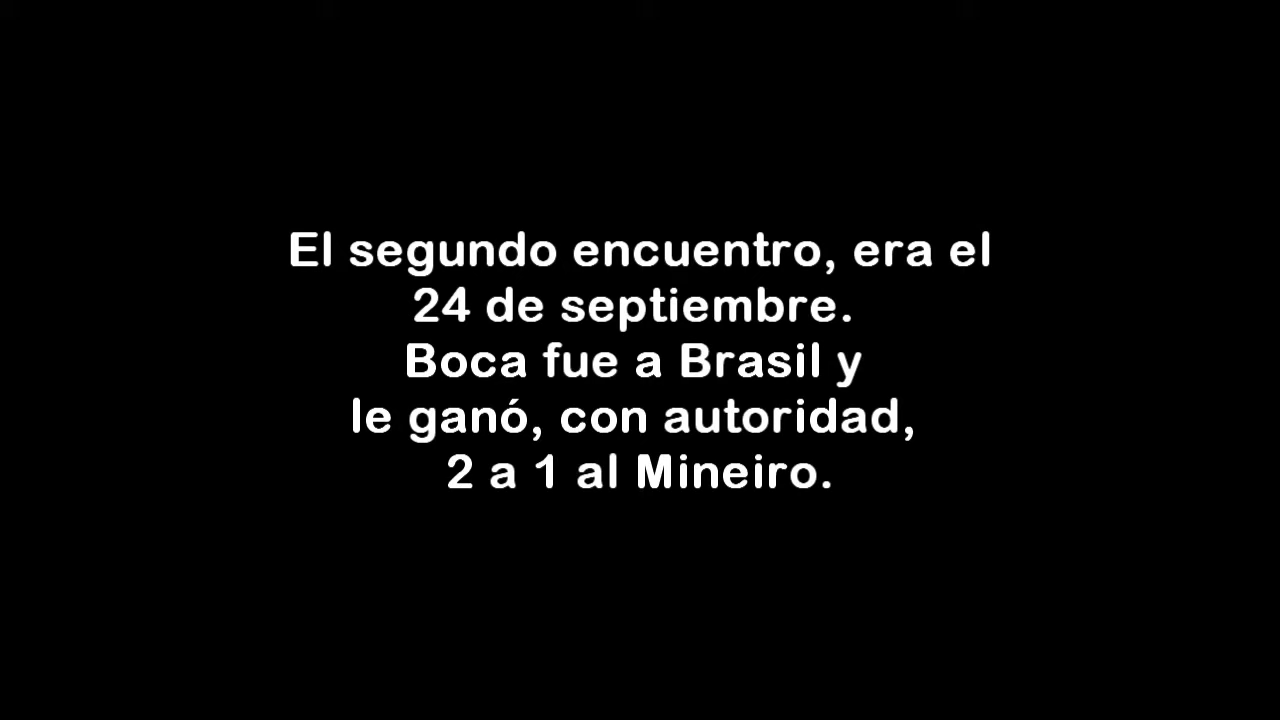 El segundo encuentro, era el
24 de septiembre.
Boca fue a Brasil y
le ganó, con autoridad,
2 a 1 al Mineiro.